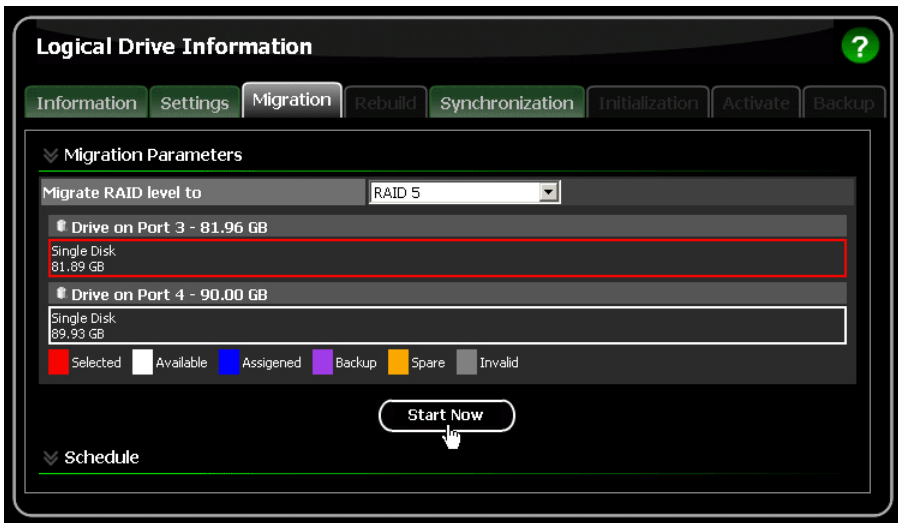 Logical Drive Information
?
Information Settings Migration Rebuild Synchronization Initialization Activate Backup
Migration Parameters
Migrate RAID level to RAID 5
Drive on Port 3 - 81.96 GB
Single Disk
81.89 GB
Drive on Port 4 - 90.00 GB
Single Disk
89.93 GB
Selected Available Assigened Backup Spare Invalid
Start Now
Schedule